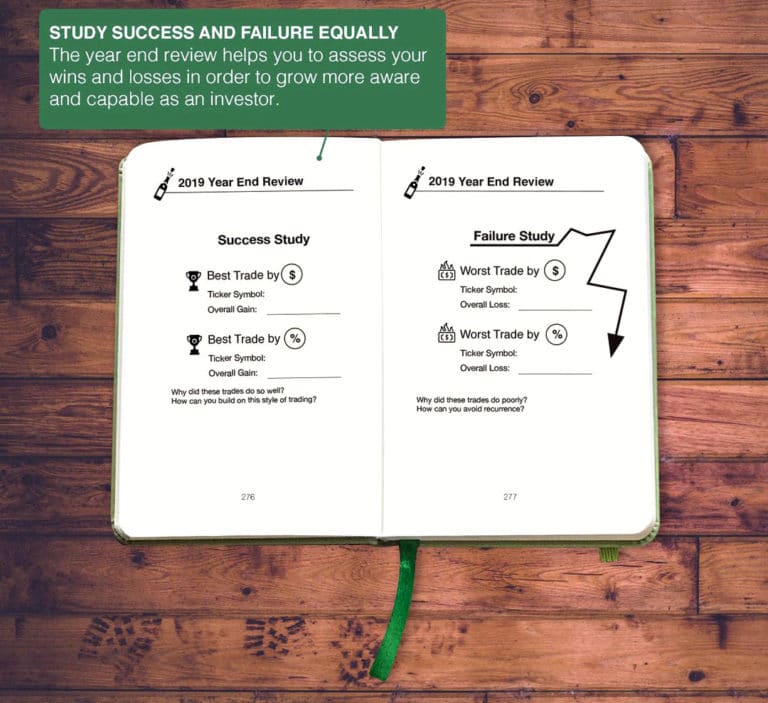 STUDY SUCCESS AND FAILURE EQUALLY
The year end review helps you to assess your
wins and losses in order to grow more aware
and capable as an investor.
2019 Year End Review
Success Study
Best Trade by $
Ticker Symbol:
Overall Gain:
Best Trade by %
Ticker Symbol:
Overall Gain:
Why did these trades do so well?
How can you build on this style of trading?
276
2019 Year End Review
Failure Study
Worst Trade by $
Ticker Symbol:
Overall Loss:
Worst Trade by %
Ticker Symbol:
Overall Loss:
Why did these trades do poorly?
How can you avoid recurrence?
277